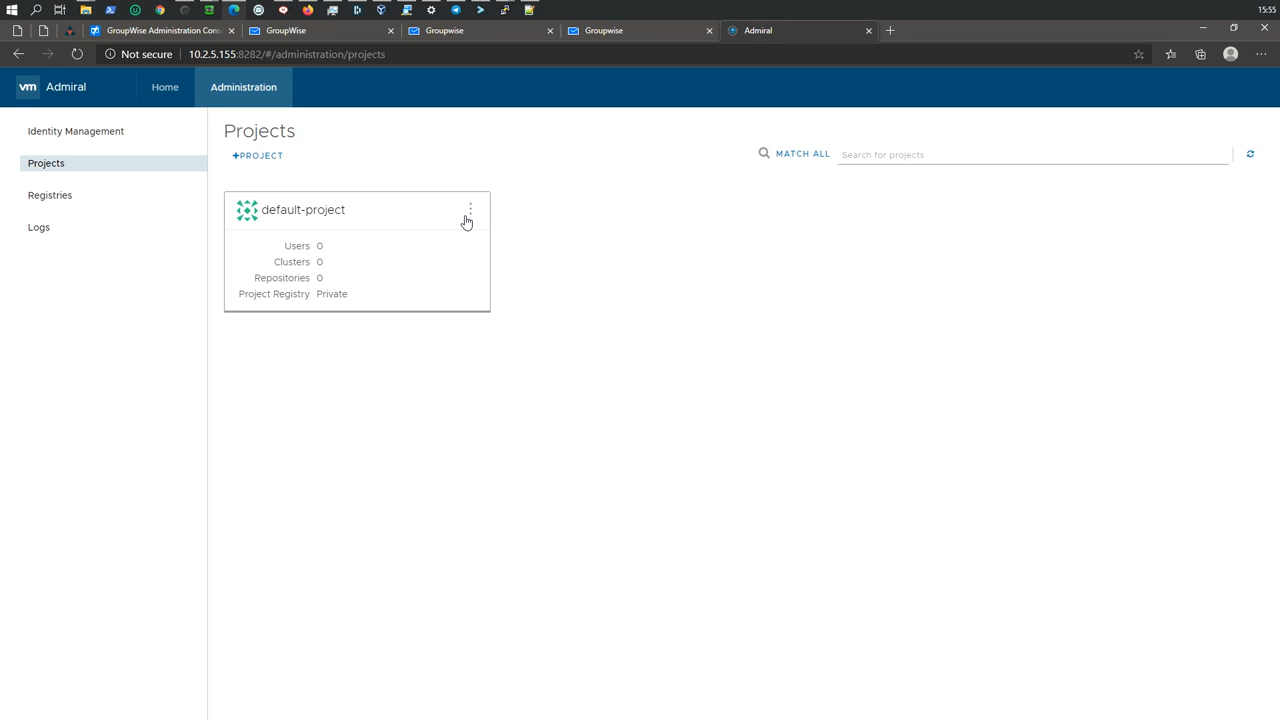 15:55
GroupWise Administration Cons
GroupWise
Groupwise
Groupwise
Admiral
Not secure 10.2.5.155:8282/#/administration/projects
vm Admiral Home Administration
Identity Management
Projects
Registries
Logs
Projects
+PROJECT
MATCH ALL Search for projects
default-project
Users 0
Clusters 0
Repositories 0
Project Registry Private